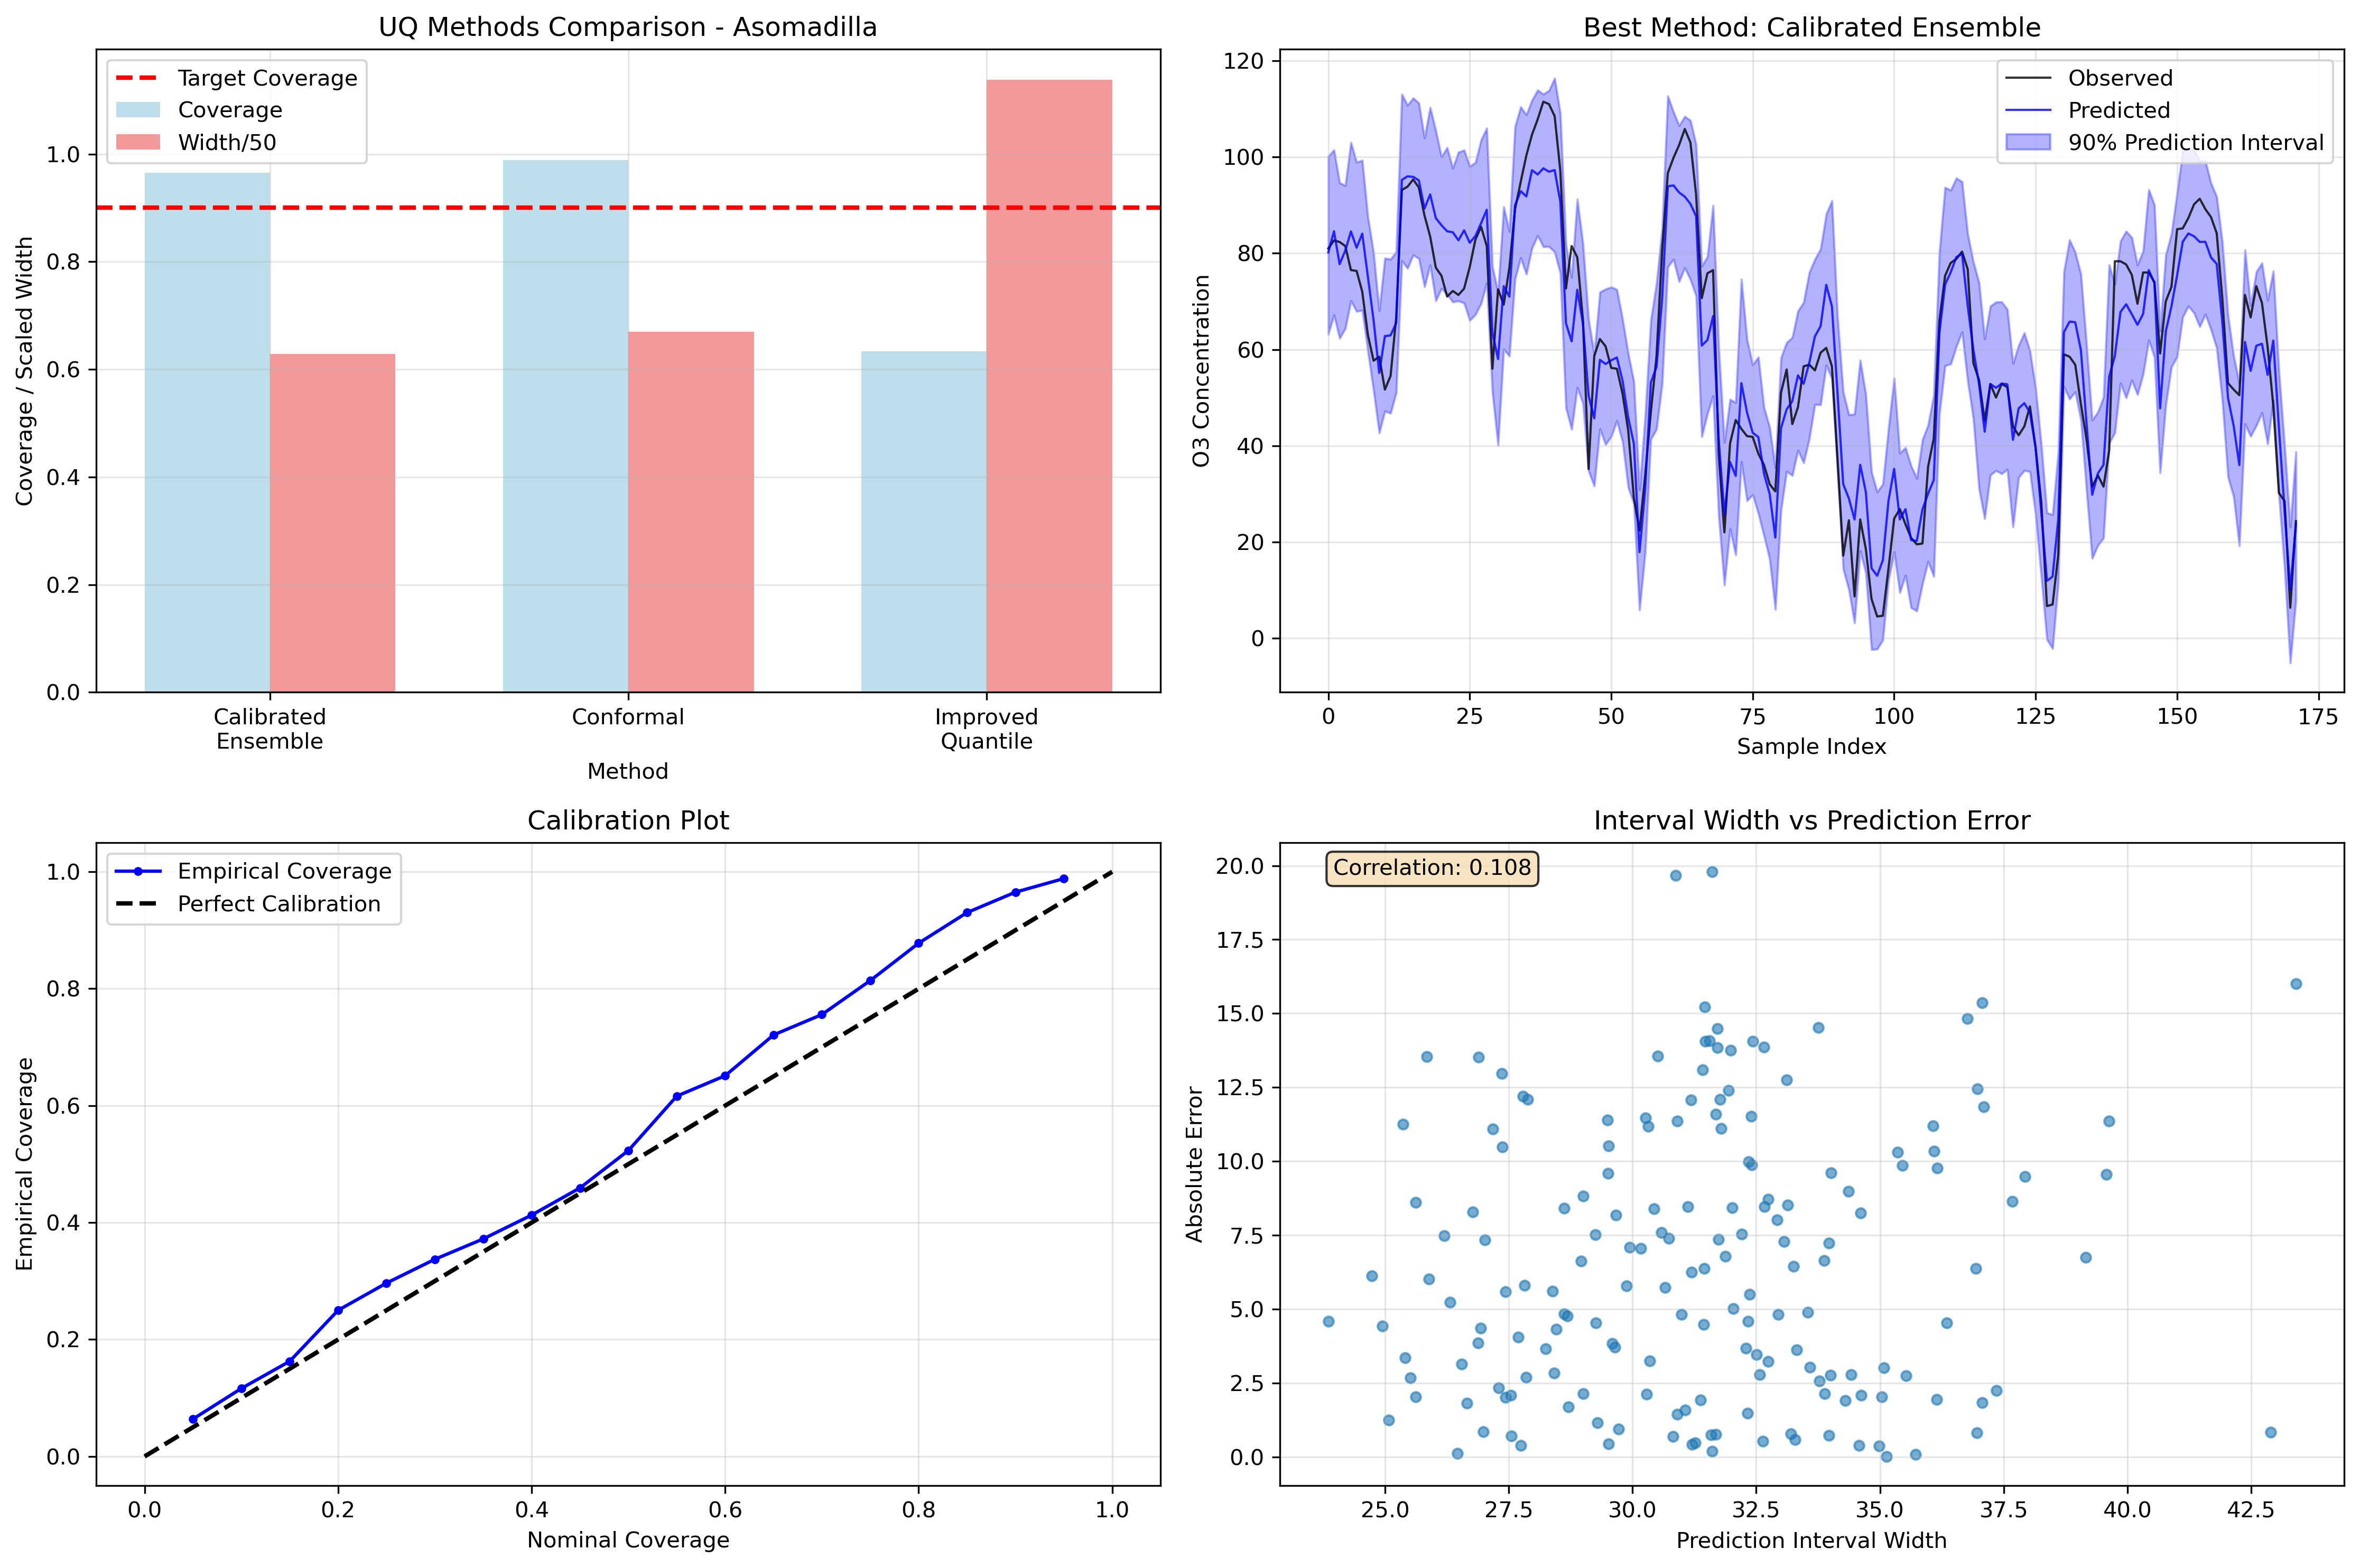 UQ Methods Comparison - Asomadilla
Target Coverage
Coverage
Width/50
Coverage / Scaled Width
1.0
0.8
0.6
0.4
0.2
0.0
Calibrated
Ensemble
Conformal
Improved
Quantile
Method
Best Method: Calibrated Ensemble
Observed
Predicted
90% Prediction Interval
O3 Concentration
120
100
80
60
40
20
0
0
25
50
75
100
125
150
175
Sample Index
Calibration Plot
Empirical Coverage
Perfect Calibration
Empirical Coverage
1.0
0.8
0.6
0.4
0.2
0.0
0.0
0.2
0.4
0.6
0.8
1.0
Nominal Coverage
Interval Width vs Prediction Error
Correlation: 0.108
Absolute Error
20.0
17.5
15.0
12.5
10.0
7.5
5.0
2.5
0.0
25.0
27.5
30.0
32.5
35.0
37.5
40.0
42.5
Prediction Interval Width